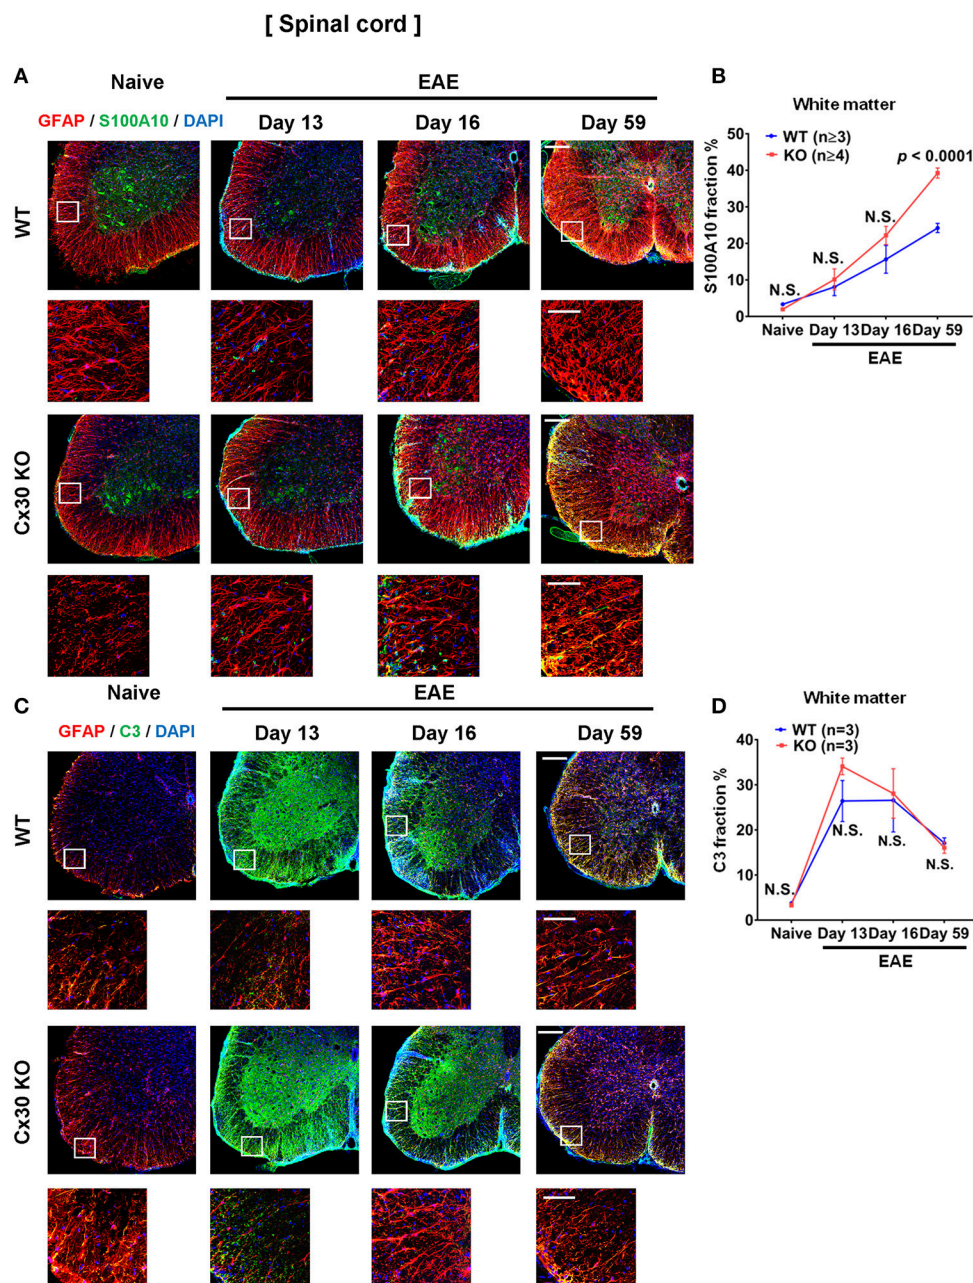 [ Spinal cord ]
A
Naive
EAE
GFAP / S100A10 / DAPI
Day 13
Day 16
Day 59
WT
Cx30 KO
B
White matter
WT (n≥3)
KO (n≥4)
p < 0.0001
N.S.
N.S.
N.S.
S100A10 fraction %
50
40
30
20
10
0
Naive Day 13 Day 16 Day 59
EAE
C
Naive
EAE
GFAP / C3 / DAPI
Day 13
Day 16
Day 59
WT
Cx30 KO
D
White matter
WT (n=3)
KO (n=3)
C3 fraction %
40
30
20
10
0
N.S.
N.S.
N.S.
N.S.
Naive Day 13 Day 16 Day 59
EAE